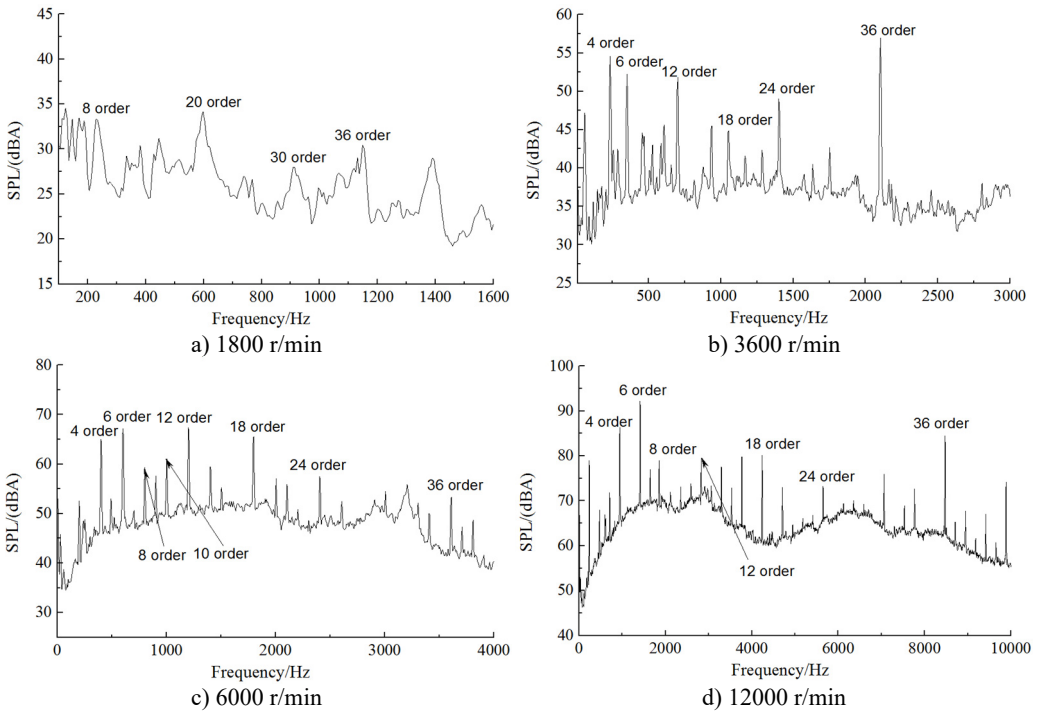 45
40
35
30
25
20
15
SPL/(dBA)
8 order
20 order
30 order
36 order
200 400 600 800 1000 1200 1400 1600
Frequency/Hz
a) 1800 r/min
60
55
50
45
40
35
30
25
SPL/(dBA)
4 order
6 order
12 order
18 order
24 order
36 order
500 1000 1500 2000 2500 3000
Frequency/Hz
b) 3600 r/min
80
70
60
50
40
30
SPL/(dBA)
4 order
6 order
12 order
18 order
24 order
36 order
8 order
10 order
0 1000 2000 3000 4000
Frequency/Hz
c) 6000 r/min
100
90
80
70
60
50
40
SPL/(dBA)
4 order
6 order
8 order
18 order
24 order
36 order
12 order
0 2000 4000 6000 8000 10000
Frequency/Hz
d) 12000 r/min